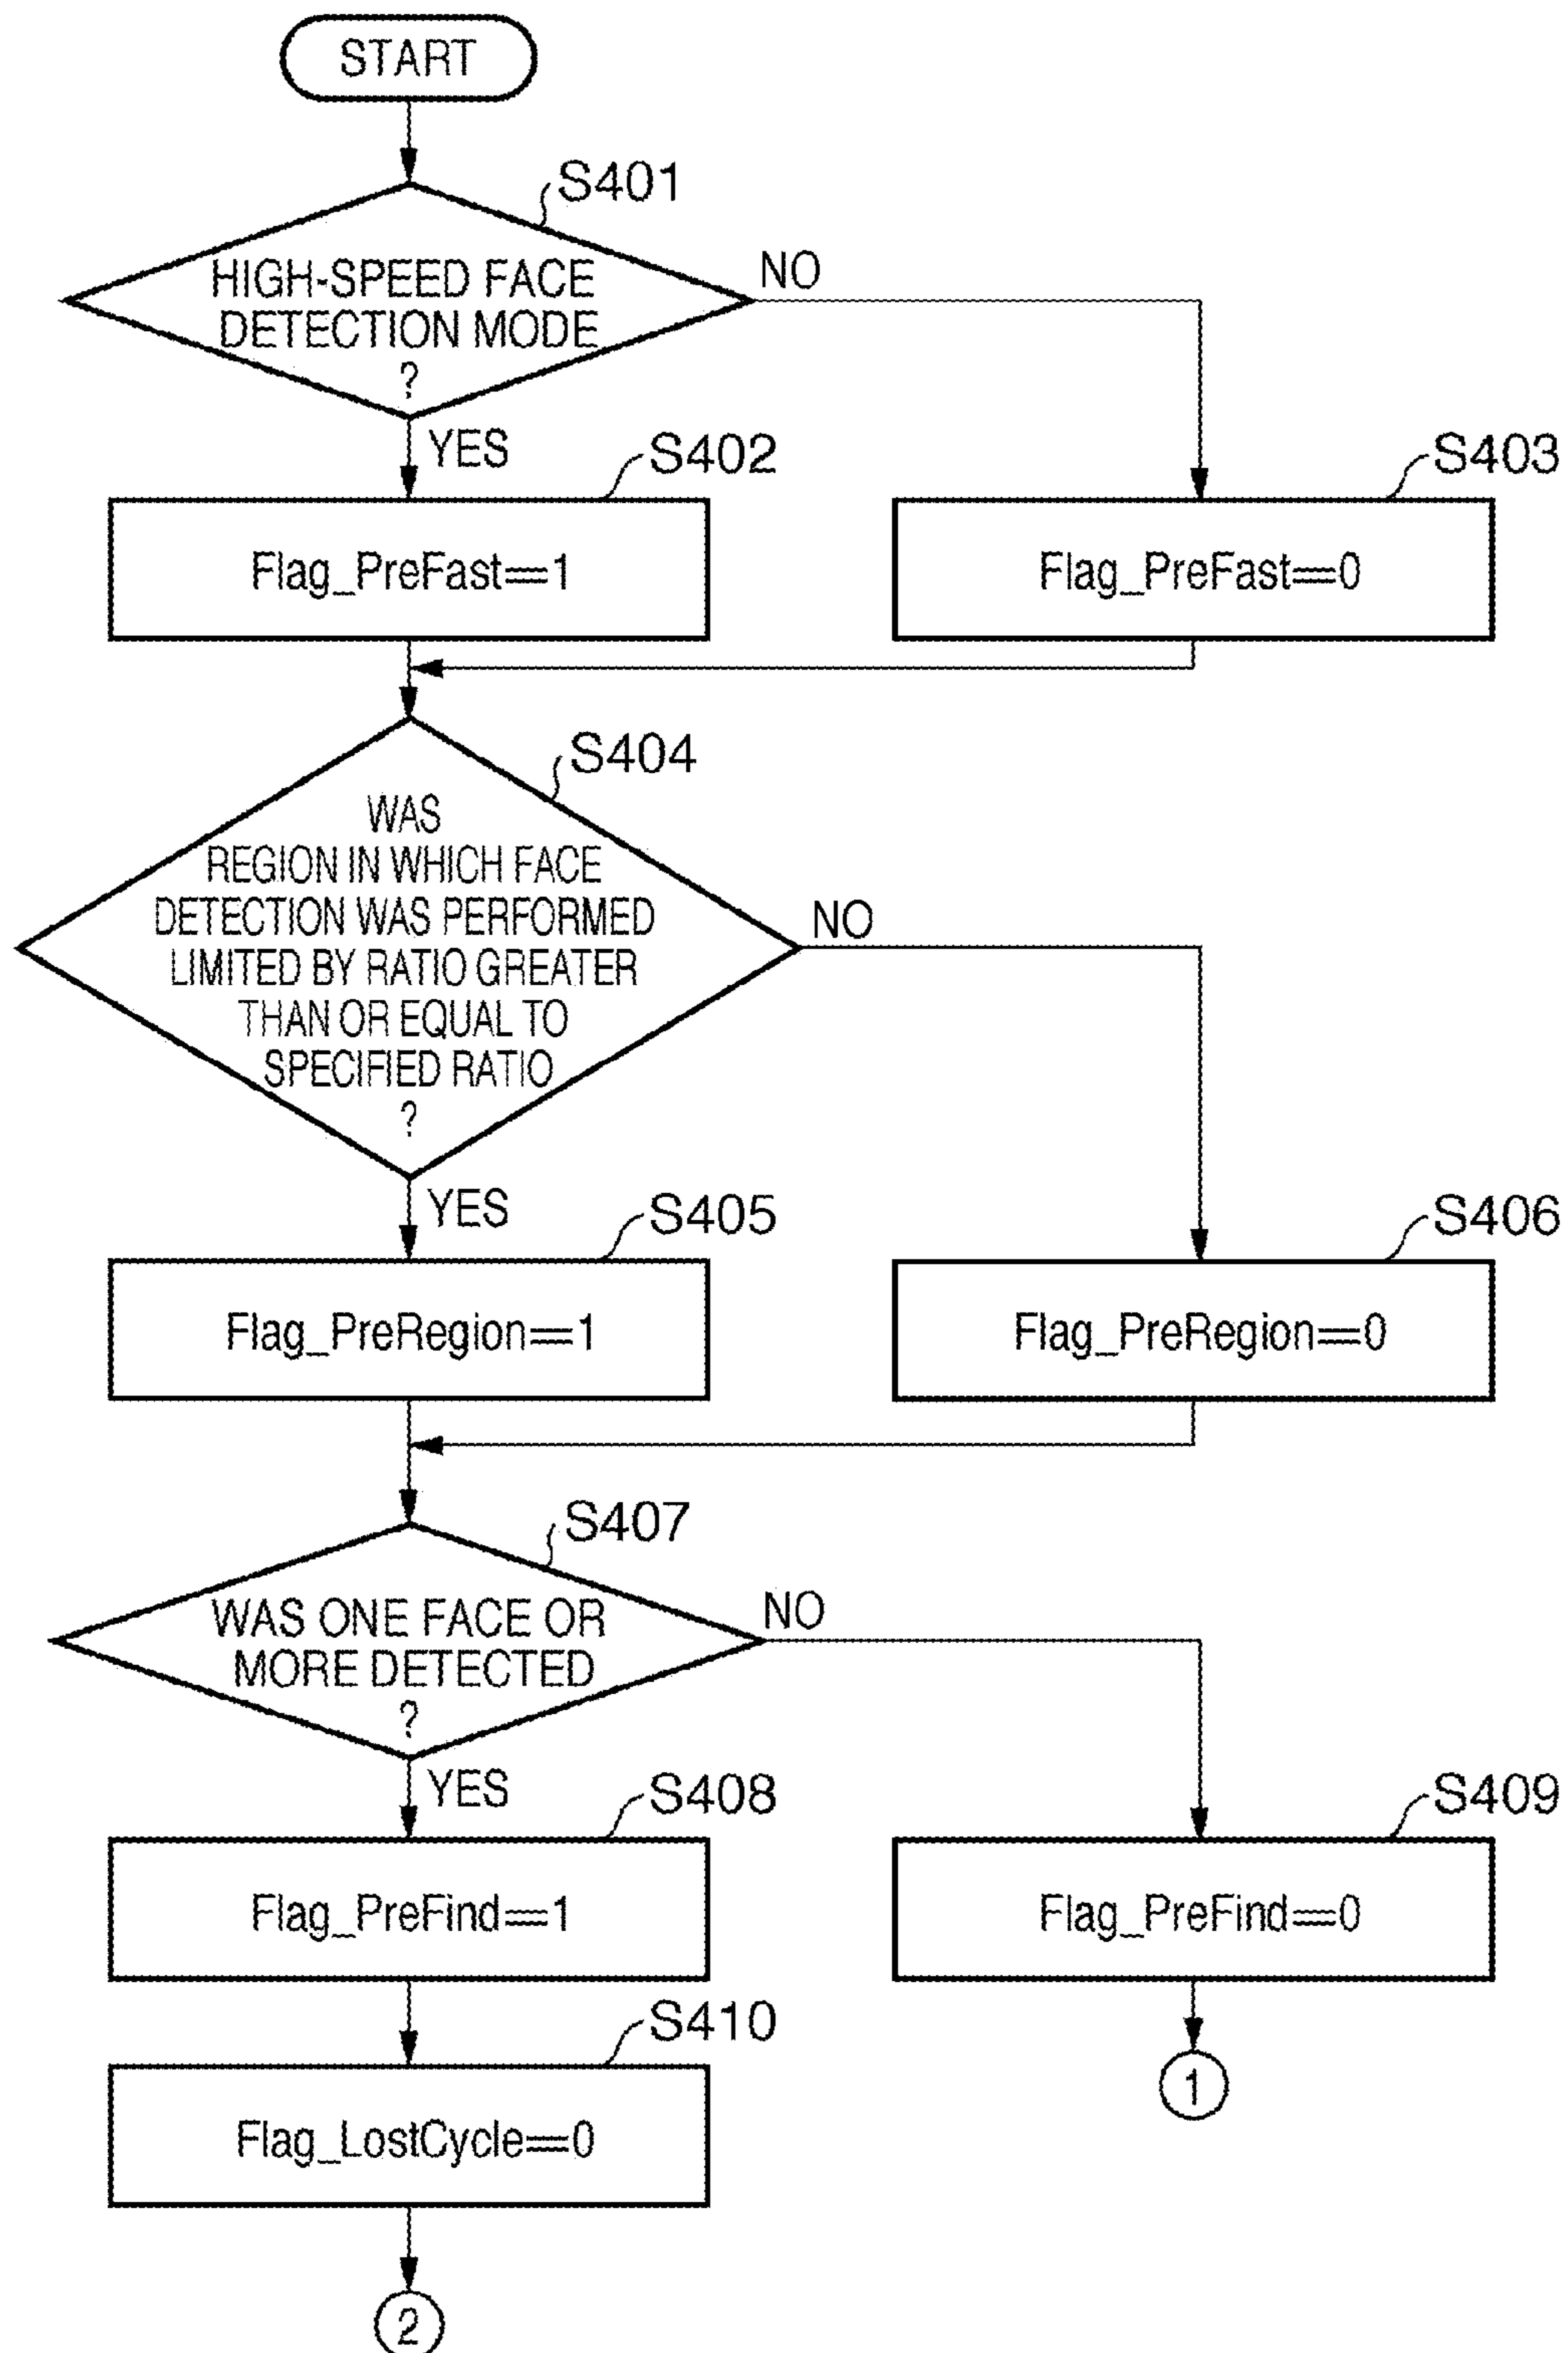 START
S401
HIGH-SPEED FACE
DETECTION MODE
?
NO
YES
S402
S403
Flag_PreFast==1
Flag_PreFast==0
S404
WAS
REGION IN WHICH FACE
DETECTION WAS PERFORMED
LIMITED BY RATIO GREATER
THAN OR EQUAL TO
SPECIFIED RATIO
?
NO
YES
S405
S406
Flag_PreRegion==1
Flag_PreRegion==0
S407
WAS ONE FACE OR
MORE DETECTED
?
NO
YES
S408
S409
Flag_PreFind==1
Flag_PreFind==0
S410
1
Flag_LostCycle==0
2